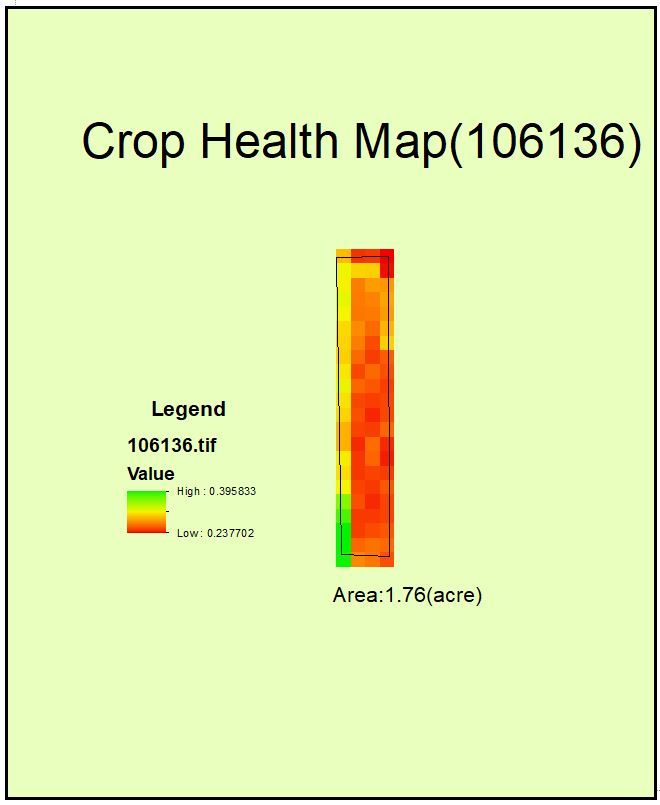 Crop Health Map(106136)
Legend
106136.tif
Value
High : 0.395833
Low : 0.237702
Area:1.76(acre)